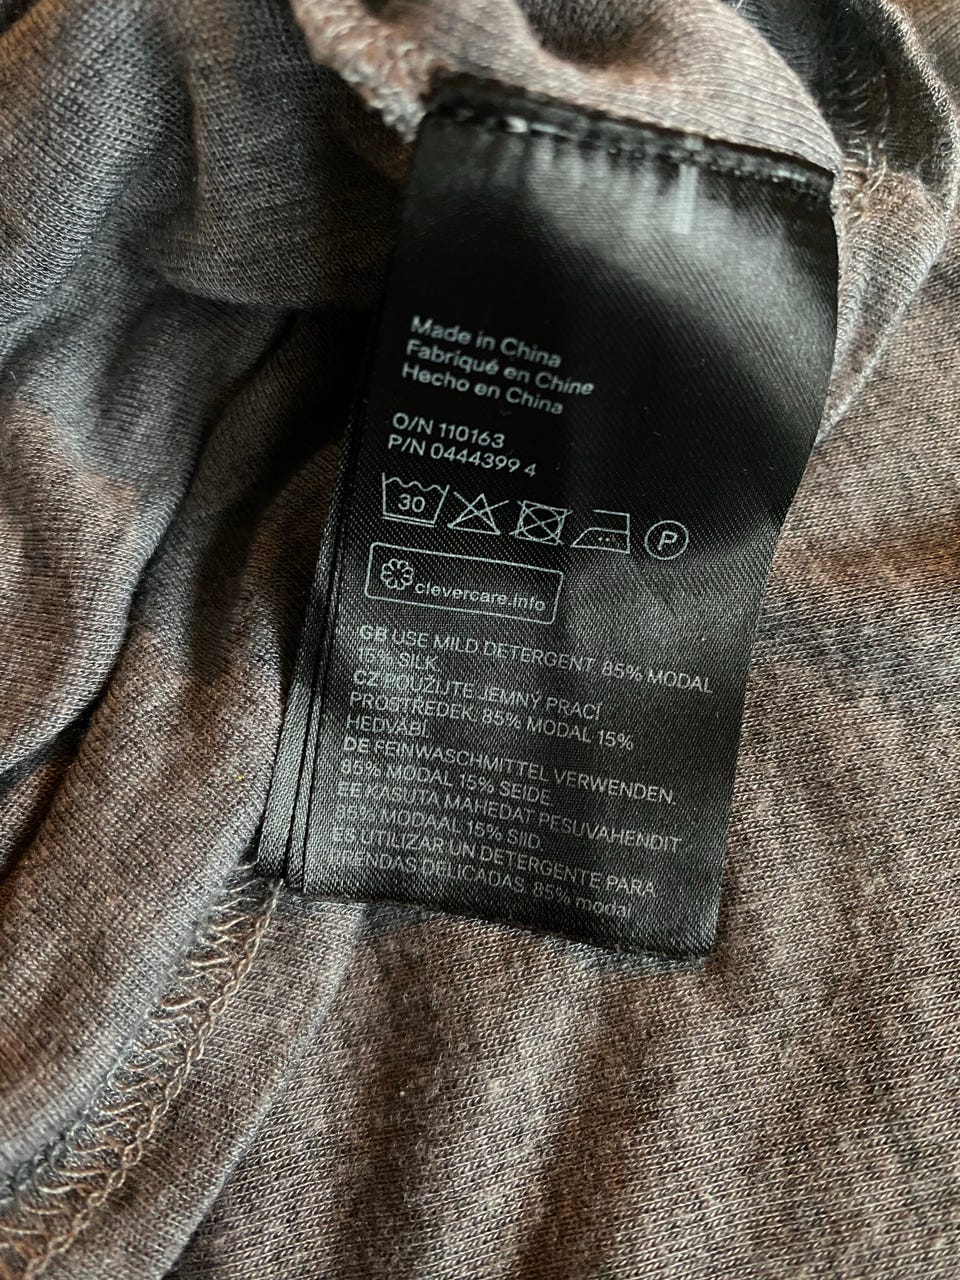 Made in China
Fabriqué en Chine
Hecho en China
O/N 110163
P/N 0444399 4
30
P
clevercare.info
GB USE MILD DETERGENT. 85% MODAL
15% SILK
CZ POUŽIJTE JEMNÝ PRACÍ
PROSTŘEDEK. 85% MODAL 15%
HEDVÁBÍ
DE FEINWASCHMITTEL VERWENDEN.
85% MODAL 15% SEIDE
EE KASUTA MAHEDAT PESUVAHENDIT
85% MODAAL 15% SIID
ES UTILIZAR UN DETERGENTE PARA
PRENDAS DELICADAS. 85% modal